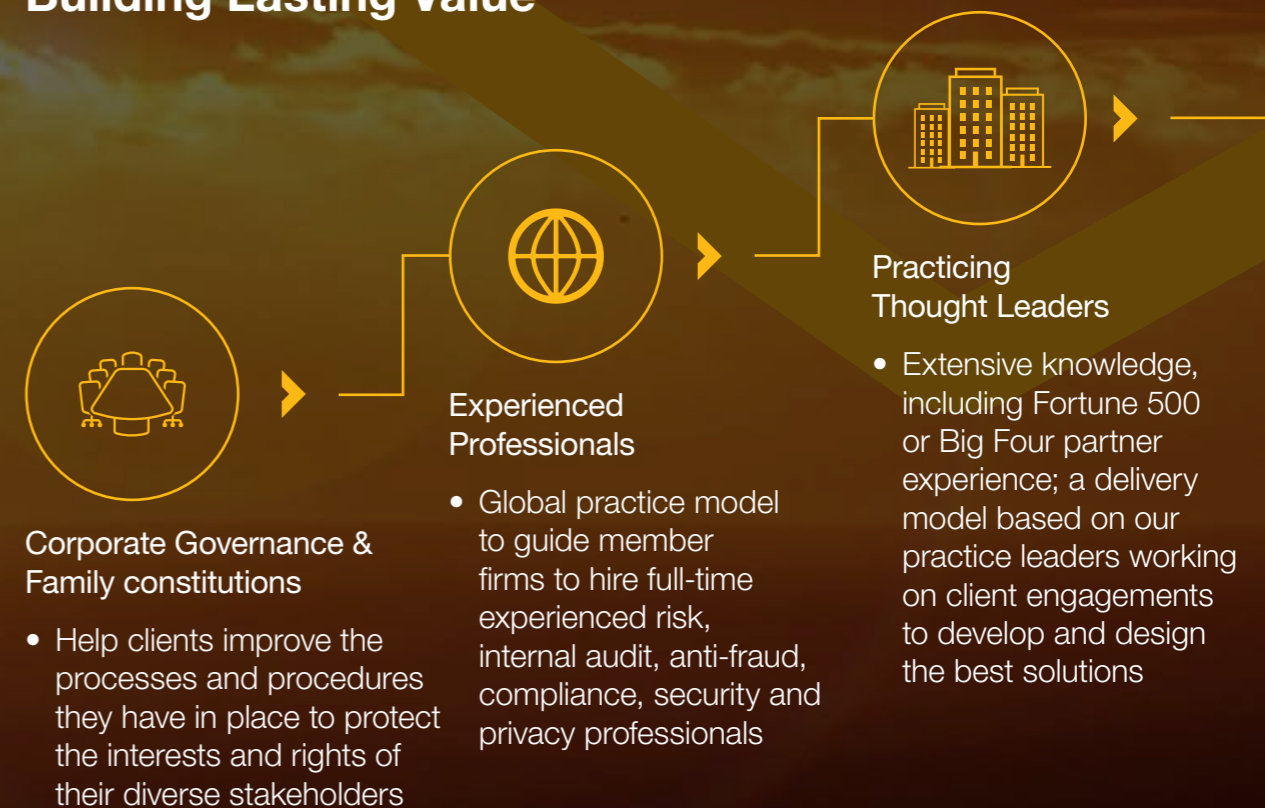 Building Lasting Value
Practicing
Thought Leaders
• Extensive knowledge,
including Fortune 500
or Big Four partner
experience; a delivery
model based on our
practice leaders working
on client engagements
to develop and design
the best solutions
Experienced
Professionals
• Global practice model
to guide member
firms to hire full-time
experienced risk,
internal audit, anti-fraud,
compliance, security and
privacy professionals
Corporate Governance &
Family constitutions
• Help clients improve the
processes and procedures
they have in place to protect
the interests and rights of
their diverse stakeholders